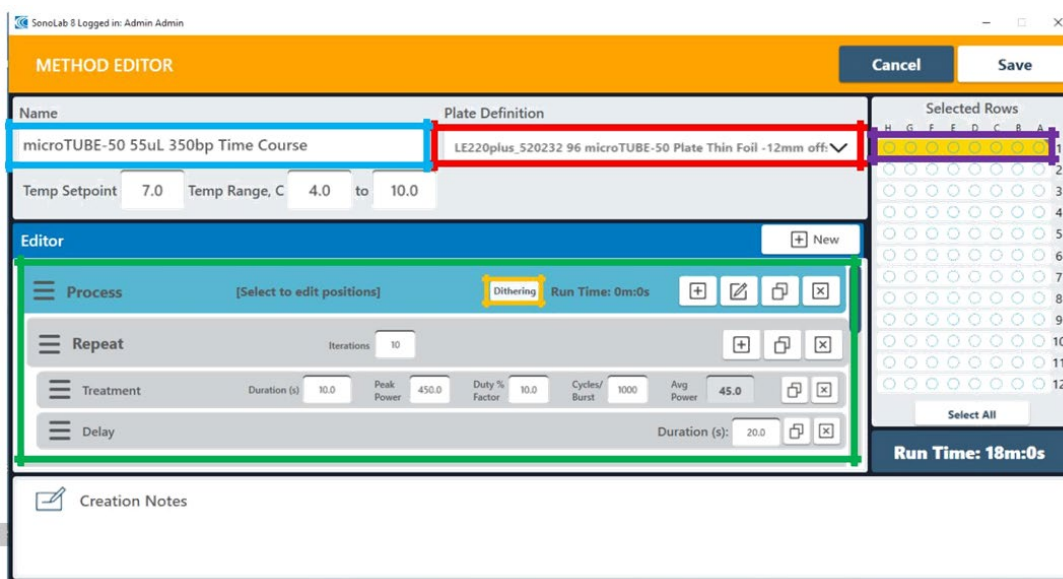 SonoLab 8 Logged in: Admin Admin
METHOD EDITOR
Cancel
Save
Name
Plate Definition
Selected Rows
H G F E D C B A
microTUBE-50 55uL 350bp Time Course
LE220plus_520232 96 microTUBE-50 Plate Thin Foil -12mm off:
Temp Setpoint 7.0 Temp Range, C 4.0 to 10.0
1
2
3
4
5
6
7
8
9
10
11
12
Editor
New
Process [Select to edit positions] Dithering Run Time: 0m:0s
Repeat Iterations 10
Treatment Duration (s) 10.0 Peak Power 450.0 Duty % Factor 10.0 Cycles/ Burst 1000 Avg Power 45.0
Delay Duration (s): 20.0
Select All
Run Time: 18m:0s
Creation Notes